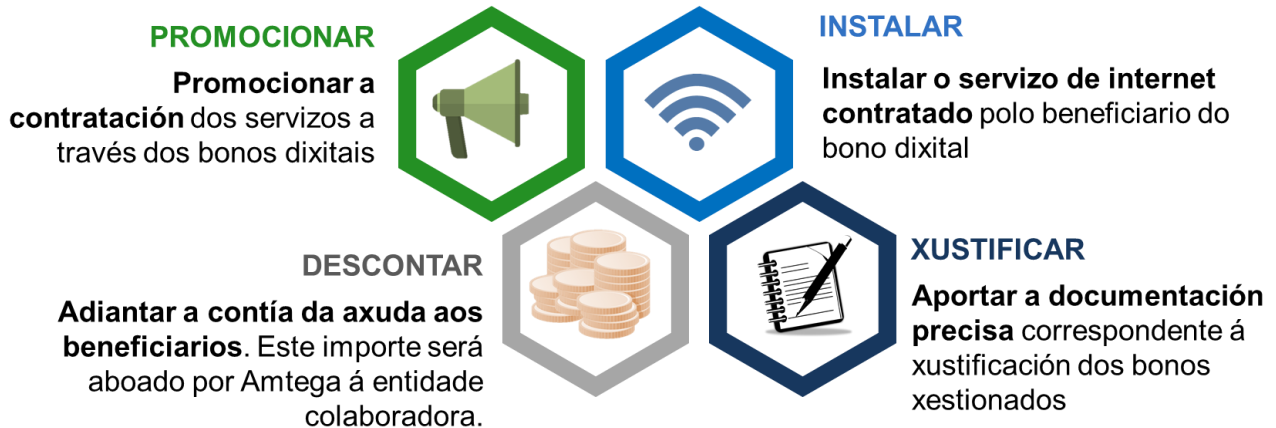 PROMOCIONAR
Promocionar a
contratación dos servizos a
través dos bonos dixitais
INSTALAR
Instalar o servizo de internet
contratado polo beneficiario do
bono dixital
DESCONTAR
Adiantar a contía da axuda aos
beneficiarios. Este importe será
aboado por Amtega á entidade
colaboradora.
XUSTIFICAR
Aportar a documentación
precisa correspondente á
xustificación dos bonos
xestionados